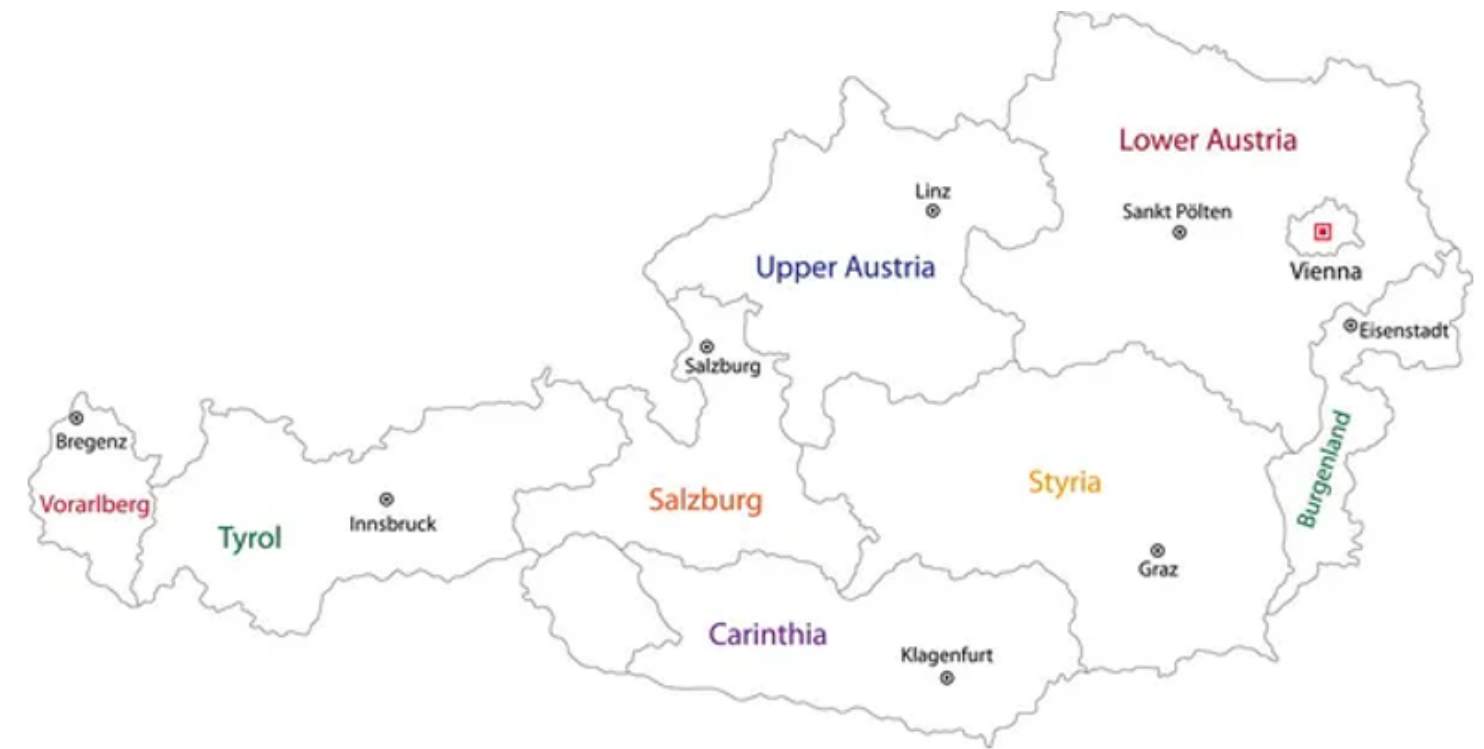 Lower Austria
Linz
Sankt Pölten
Upper Austria
Vienna
Eisenstadt
Salzburg
Bregenz
Vorarlberg
Burgenland
Styria
Salzburg
Innsbruck
Tyrol
Graz
Carinthia
Klagenfurt